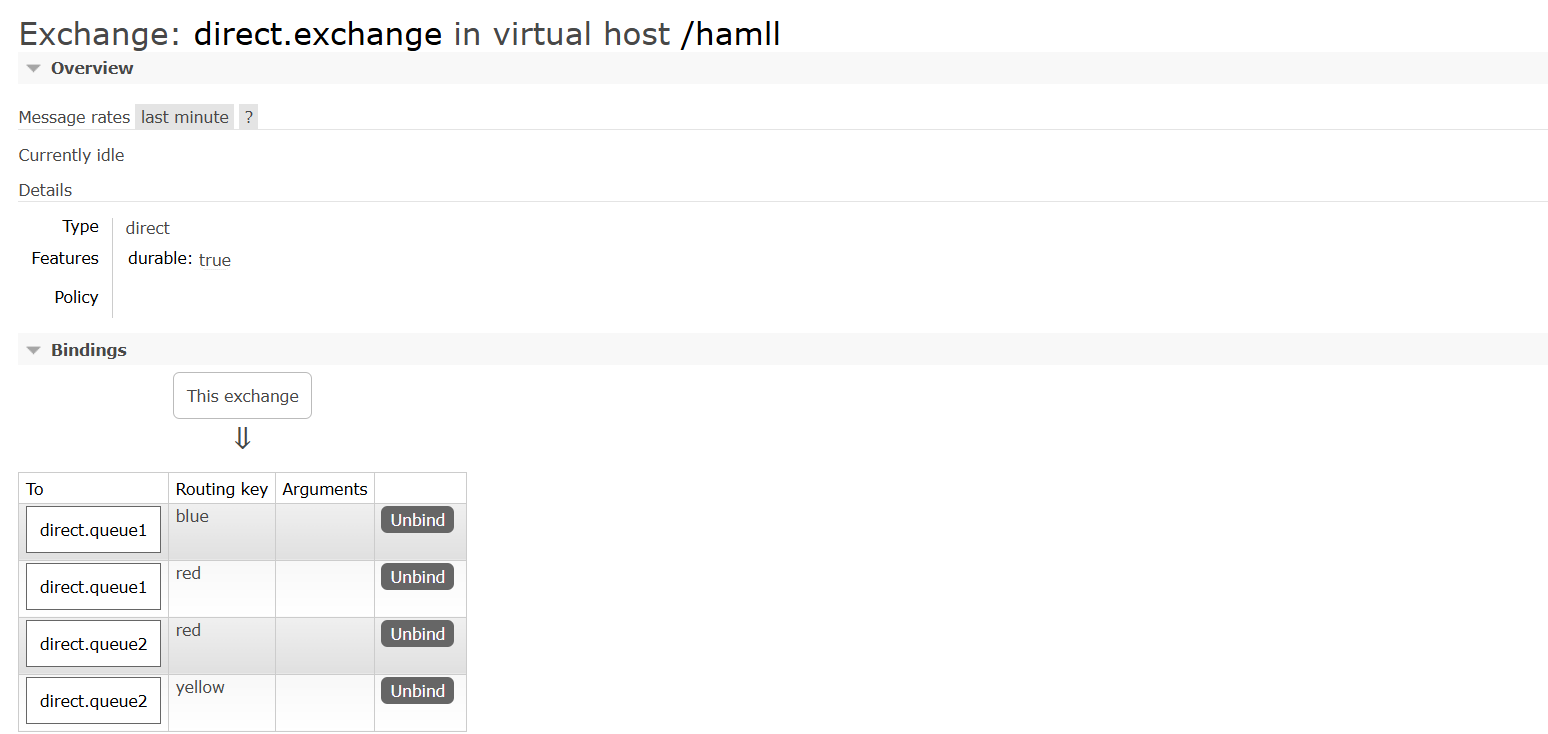 Exchange: direct.exchange in virtual host /hamll
Overview
Message rates last minute ?
Currently idle
Details
Type direct
Features durable: true
Policy
Bindings
This exchange
⇓
To Routing key Arguments
direct.queue1 blue Unbind
direct.queue1 red Unbind
direct.queue2 red Unbind
direct.queue2 yellow Unbind